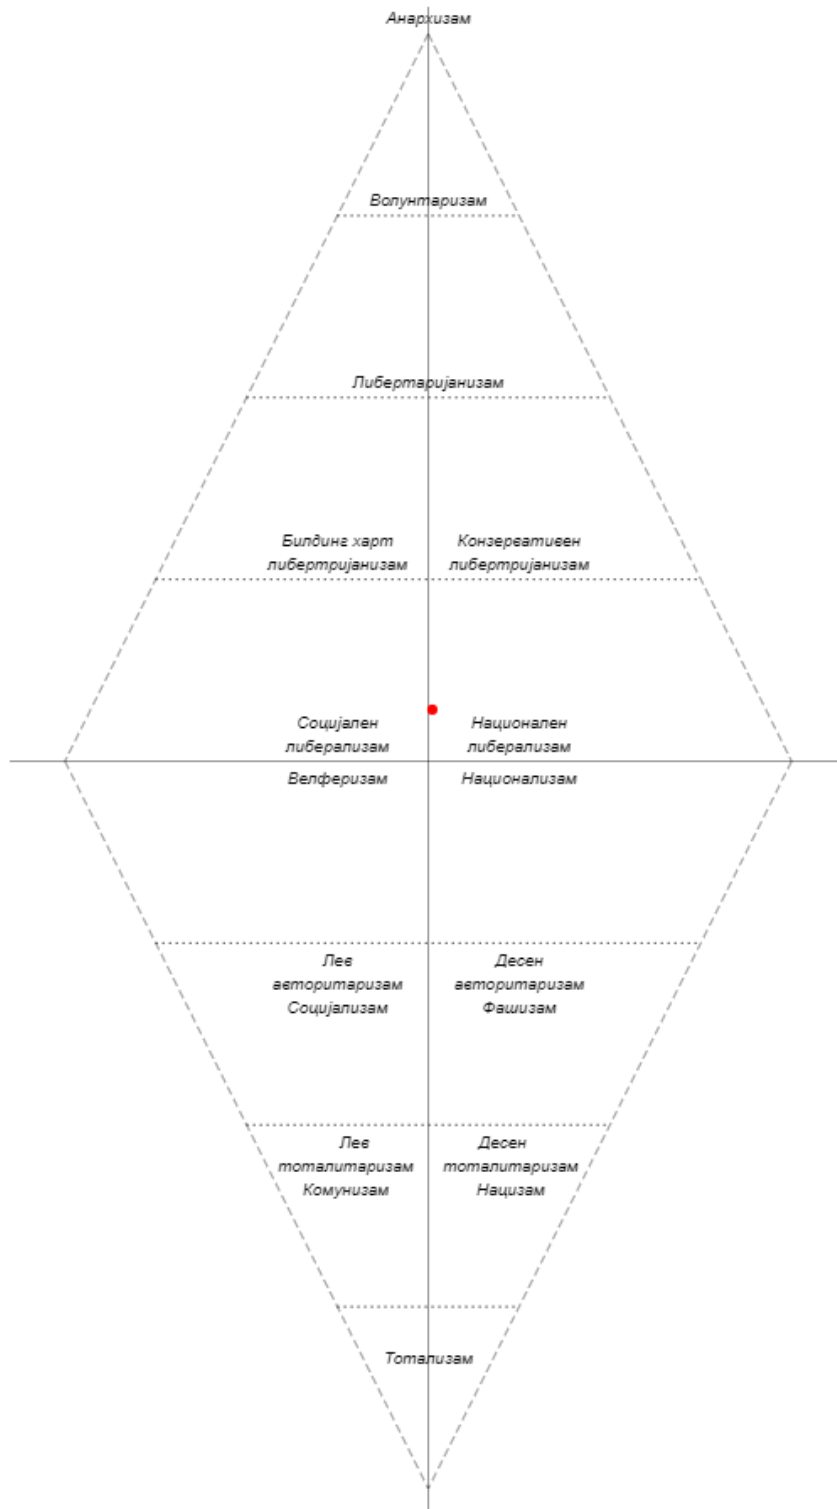 Анархизам
Волунтаризам
Либертаријанизам
Билдинг харт
либертријанизам
Конзервативен
либертријанизам
Социјален
либерализам
Национален
либерализам
Велферизам
Национализам
Лев
авторитаризам
Социјализам
Десен
авторитаризам
Фашизам
Лев
тоталитаризам
Комунизам
Десен
тоталитаризам
Нацизам
Тотализам